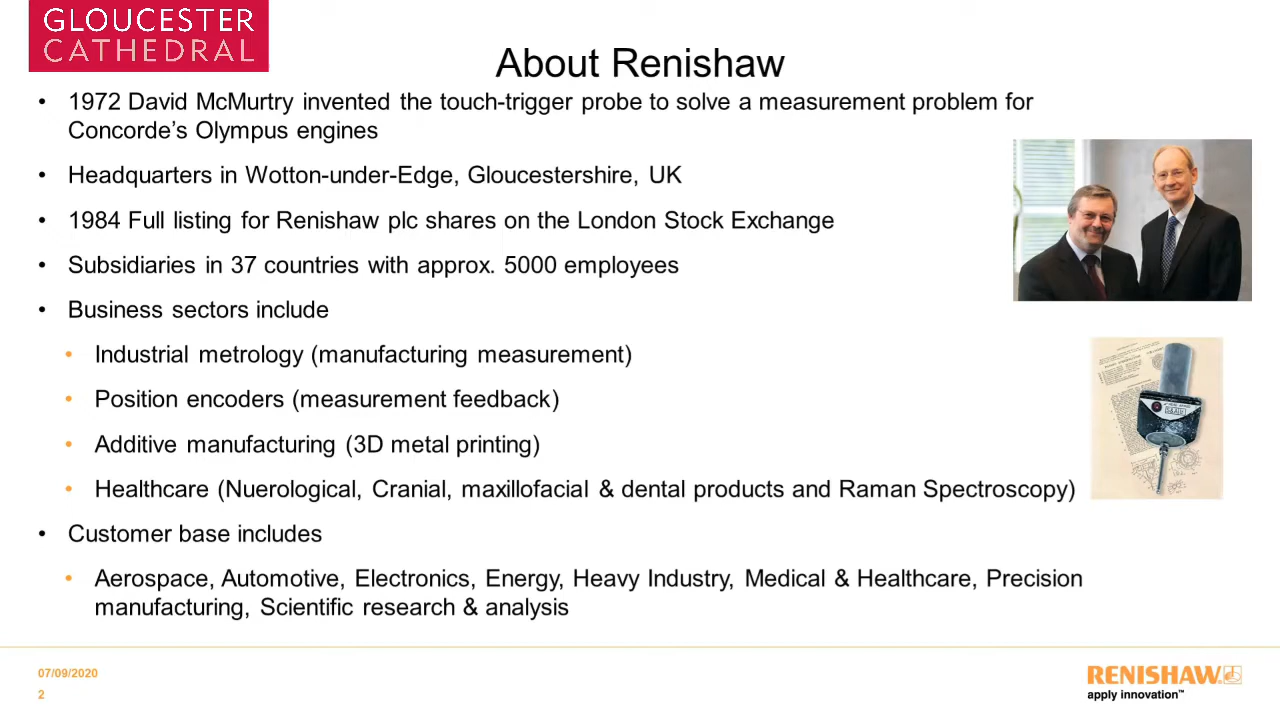 GLOUCESTER
CATHEDRAL
About Renishaw
• 1972 David McMurtry invented the touch-trigger probe to solve a measurement problem for
Concorde’s Olympus engines
• Headquarters in Wotton-under-Edge, Gloucestershire, UK
• 1984 Full listing for Renishaw plc shares on the London Stock Exchange
• Subsidiaries in 37 countries with approx. 5000 employees
• Business sectors include
• Industrial metrology (manufacturing measurement)
• Position encoders (measurement feedback)
• Additive manufacturing (3D metal printing)
• Healthcare (Nuerological, Cranial, maxillofacial & dental products and Raman Spectroscopy)
• Customer base includes
• Aerospace, Automotive, Electronics, Energy, Heavy Industry, Medical & Healthcare, Precision
manufacturing, Scientific research & analysis
07/09/2020
2
RENISHAW
apply innovation™